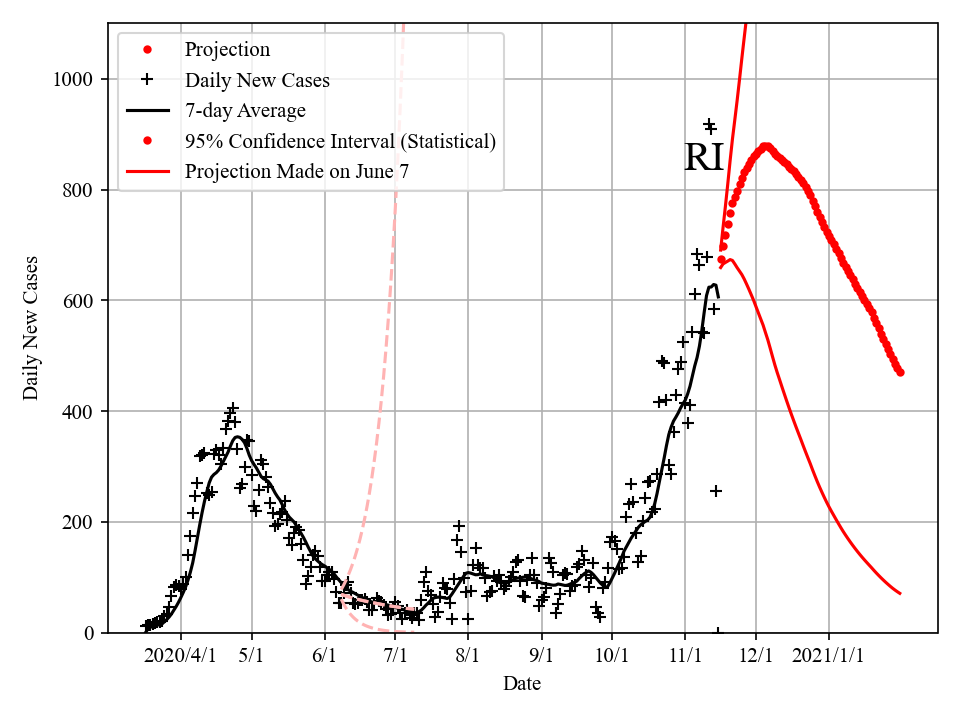 Projection
Daily New Cases
7-day Average
95% Confidence Interval (Statistical)
Projection Made on June 7
RI
1000
800
600
400
200
0
Daily New Cases
2020/4/1 5/1 6/1 7/1 8/1 9/1 10/1 11/1 12/1 2021/1/1
Date